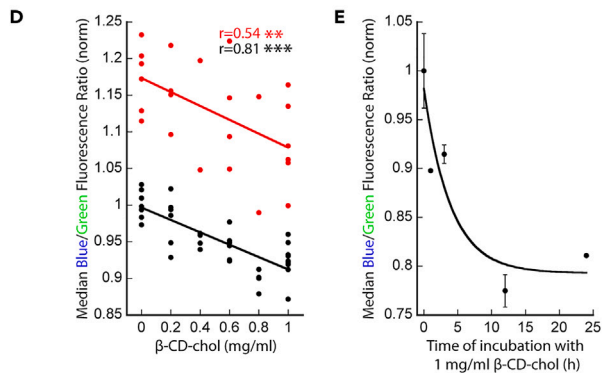 D
Median Blue/Green Fluorescence Ratio (norm)
1.25
1.2
1.15
1.1
1.05
1
0.95
0.9
0.85
r=0.54 **
r=0.81 ***
0 0.2 0.4 0.6 0.8 1
β-CD-chol (mg/ml)
E
Median Blue/Green Fluorescence Ratio (norm)
1.05
1
0.95
0.9
0.85
0.8
0.75
0 5 10 15 20 25
Time of incubation with
1 mg/ml β-CD-chol (h)